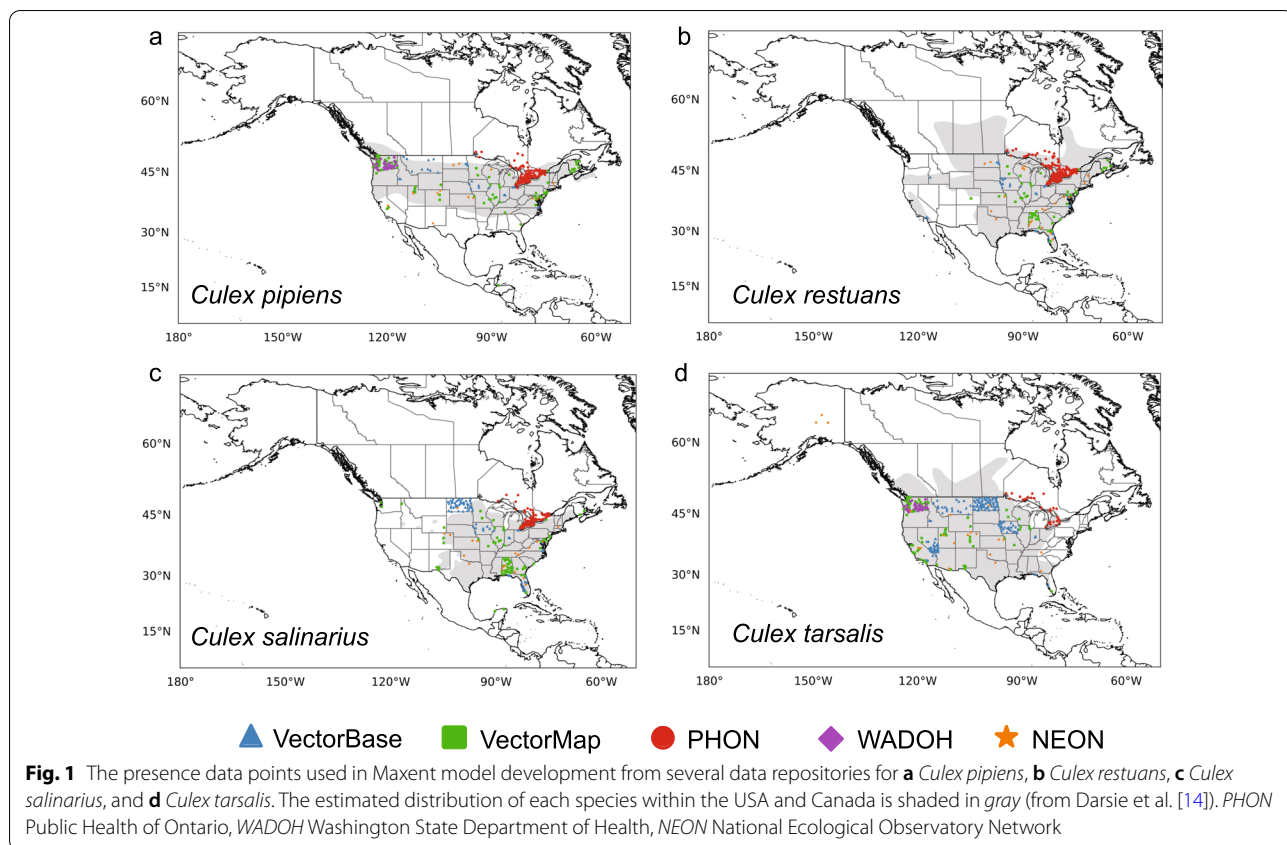 a
60°N
45°N
30°N
15°N
Culex pipiens
180° 150°W 120°W 90°W 60°W
b
60°N
45°N
30°N
15°N
Culex restuans
180° 150°W 120°W 90°W 60°W
c
60°N
45°N
30°N
15°N
Culex salinarius
180° 150°W 120°W 90°W 60°W
d
60°N
45°N
30°N
15°N
Culex tarsalis
180° 150°W 120°W 90°W 60°W
VectorBase VectorMap PHON WADOH NEON
Fig. 1 The presence data points used in Maxent model development from several data repositories for a Culex pipiens, b Culex restuans, c Culex
salinarius, and d Culex tarsalis. The estimated distribution of each species within the USA and Canada is shaded in gray (from Darsie et al. [14]). PHON
Public Health of Ontario, WADOH Washington State Department of Health, NEON National Ecological Observatory Network